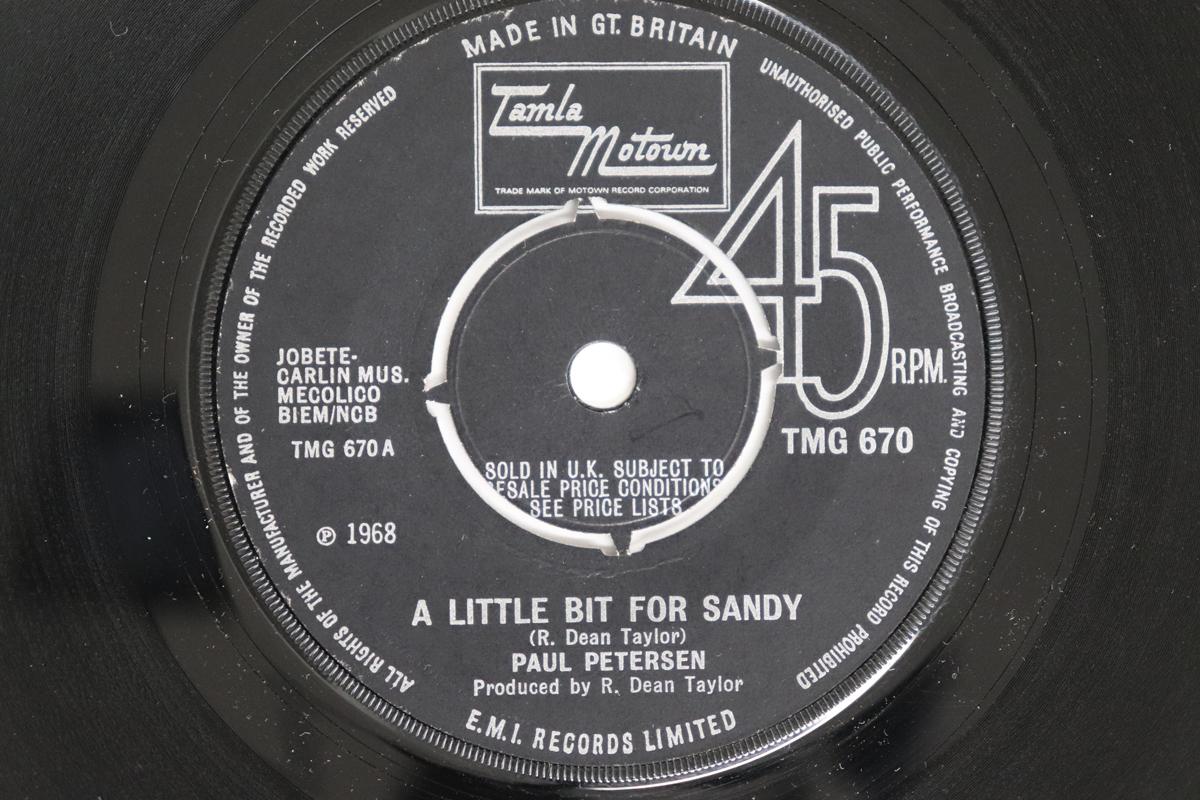 MADE IN GT. BRITAIN
Tamla
Motown
TRADE MARK OF MOTOWN RECORD CORPORATION
UNAUTHORISED PUBLIC PERFORMANCE BROADCASTING AND COPYING OF THIS RECORD PROHIBITED
ALL RIGHTS OF THE MANUFACTURER AND OF THE OWNER OF THE RECORDED WORK RESERVED
45
R.P.M.
JOBETE-
CARLIN MUS.
MECOLICO
BIEM/NCB
TMG 670 A
TMG 670
SOLD IN U.K. SUBJECT TO
RESALE PRICE CONDITIONS
SEE PRICE LISTS
℗ 1968
A LITTLE BIT FOR SANDY
(R. Dean Taylor)
PAUL PETERSEN
Produced by R. Dean Taylor
E.M.I. RECORDS LIMITED